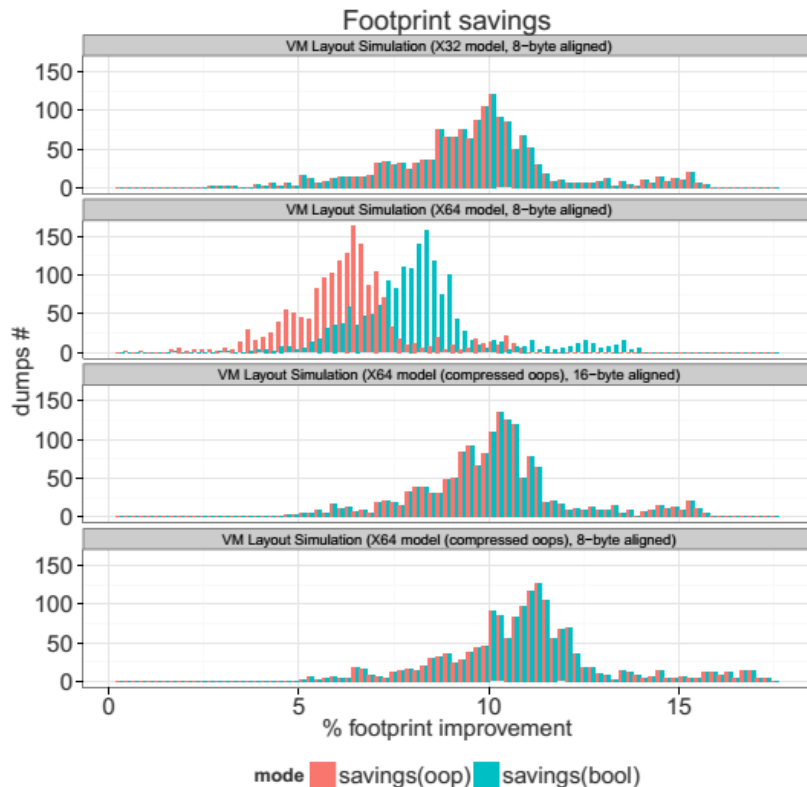 Footprint savings
VM Layout Simulation (X32 model, 8-byte aligned)
150
100
50
0
VM Layout Simulation (X64 model, 8-byte aligned)
150
100
50
0
VM Layout Simulation (X64 model (compressed oops), 16-byte aligned)
150
100
50
0
VM Layout Simulation (X64 model (compressed oops), 8-byte aligned)
150
100
50
0
dumps #
0 5 10 15
% footprint improvement
mode savings(oop) savings(bool)